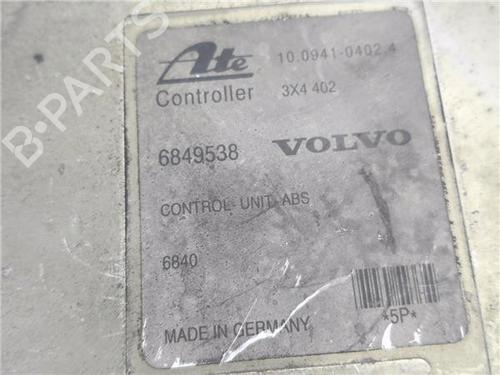 Ate 10.0941-0402.4
Controller 3X4 402
6849538 VOLVO
CONTROL UNIT ABS
6840
MADE IN GERMANY
*5P*
B-PARTS